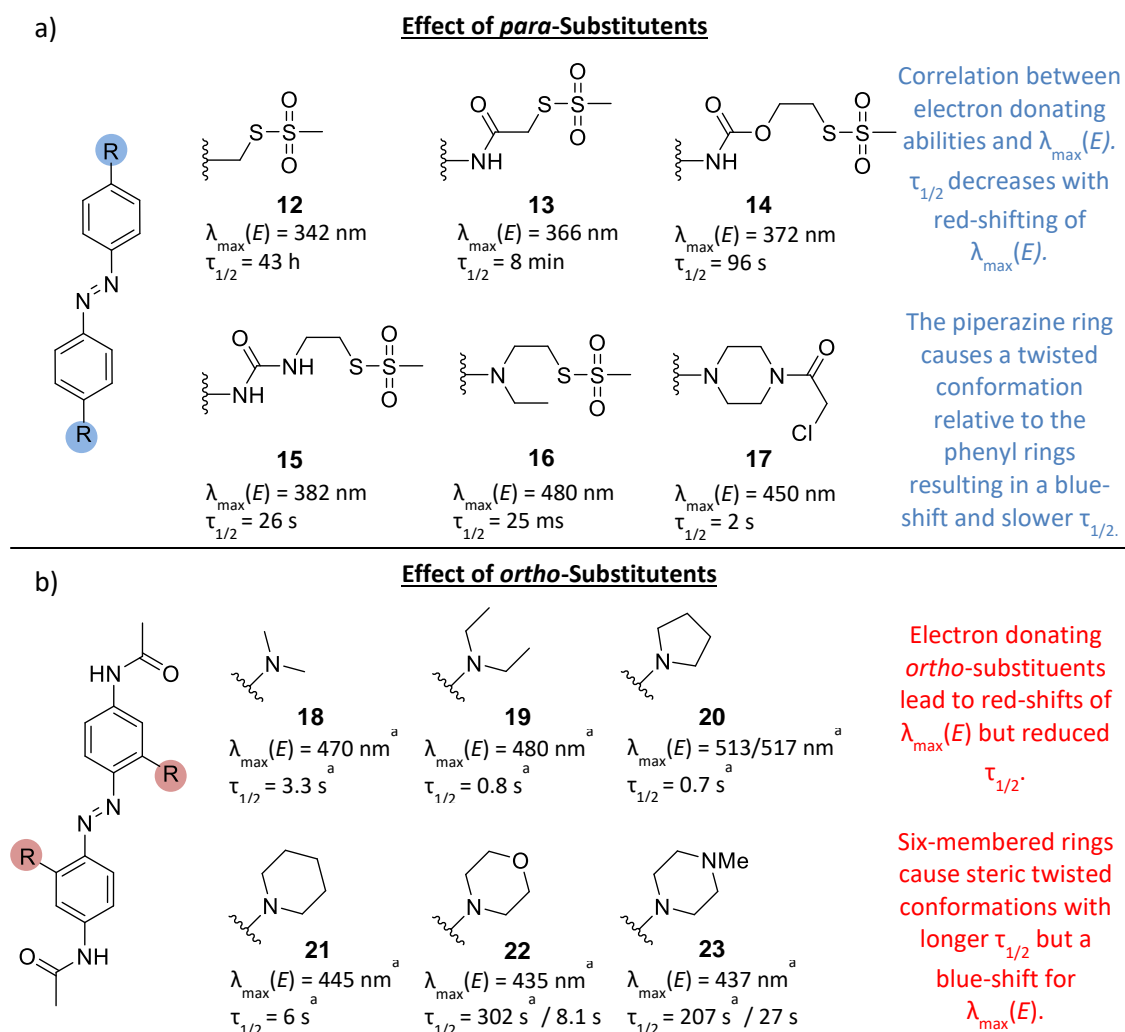 a)
Effect of para-Substitutents
R
N
N
R
O
S
S
O
12
λmax(E) = 342 nm
τ1/2 = 43 h
O
O
S
S
O
NH
13
λmax(E) = 366 nm
τ1/2 = 8 min
O
O
O
S
S
O
NH
14
λmax(E) = 372 nm
τ1/2 = 96 s
Correlation between
electron donating
abilities and λmax(E).
τ1/2 decreases with
red-shifting of
λmax(E).
O
H
N
S
O
S
O
N
H
15
λmax(E) = 382 nm
τ1/2 = 26 s
N
S
O
S
O
16
λmax(E) = 480 nm
τ1/2 = 25 ms
N
N
O
Cl
17
λmax(E) = 450 nm
τ1/2 = 2 s
The piperazine ring
causes a twisted
conformation
relative to the
phenyl rings
resulting in a blue-
shift and slower τ1/2.
b)
Effect of ortho-Substitutents
O
NH
R
N
N
R
O
NH
N
18
λmax(E) = 470 nm a
τ1/2 = 3.3 s a
N
19
λmax(E) = 480 nm a
τ1/2 = 0.8 s a
N
20
λmax(E) = 513/517 nm a
τ1/2 = 0.7 s a
Electron donating
ortho-substituents
lead to red-shifts of
λmax(E) but reduced
τ1/2.
N
21
λmax(E) = 445 nm a
τ1/2 = 6 s a
O
N
22
λmax(E) = 435 nm a
τ1/2 = 302 s a / 8.1 s
NMe
N
23
λmax(E) = 437 nm a
τ1/2 = 207 s a / 27 s
Six-membered rings
cause steric twisted
conformations with
longer τ1/2 but a
blue-shift for
λmax(E).